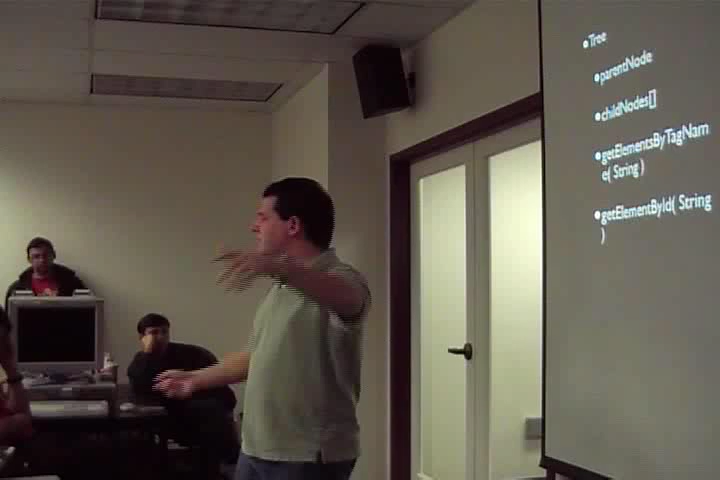 •Tree
•parentNode
•childNodes[]
•getElementsByTagNam
e( String )
•getElementById( String
)